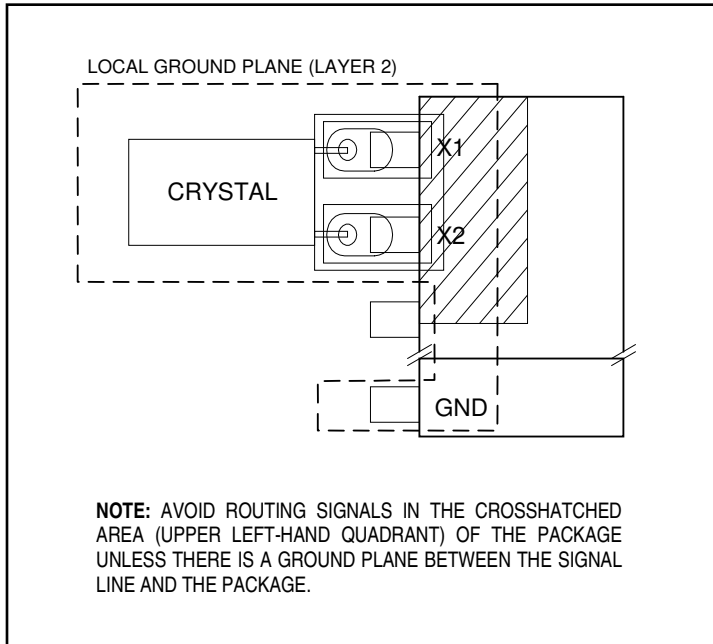 LOCAL GROUND PLANE (LAYER 2)
X1
CRYSTAL
X2
GND
NOTE: AVOID ROUTING SIGNALS IN THE CROSSHATCHED
AREA (UPPER LEFT-HAND QUADRANT) OF THE PACKAGE
UNLESS THERE IS A GROUND PLANE BETWEEN THE SIGNAL
LINE AND THE PACKAGE.